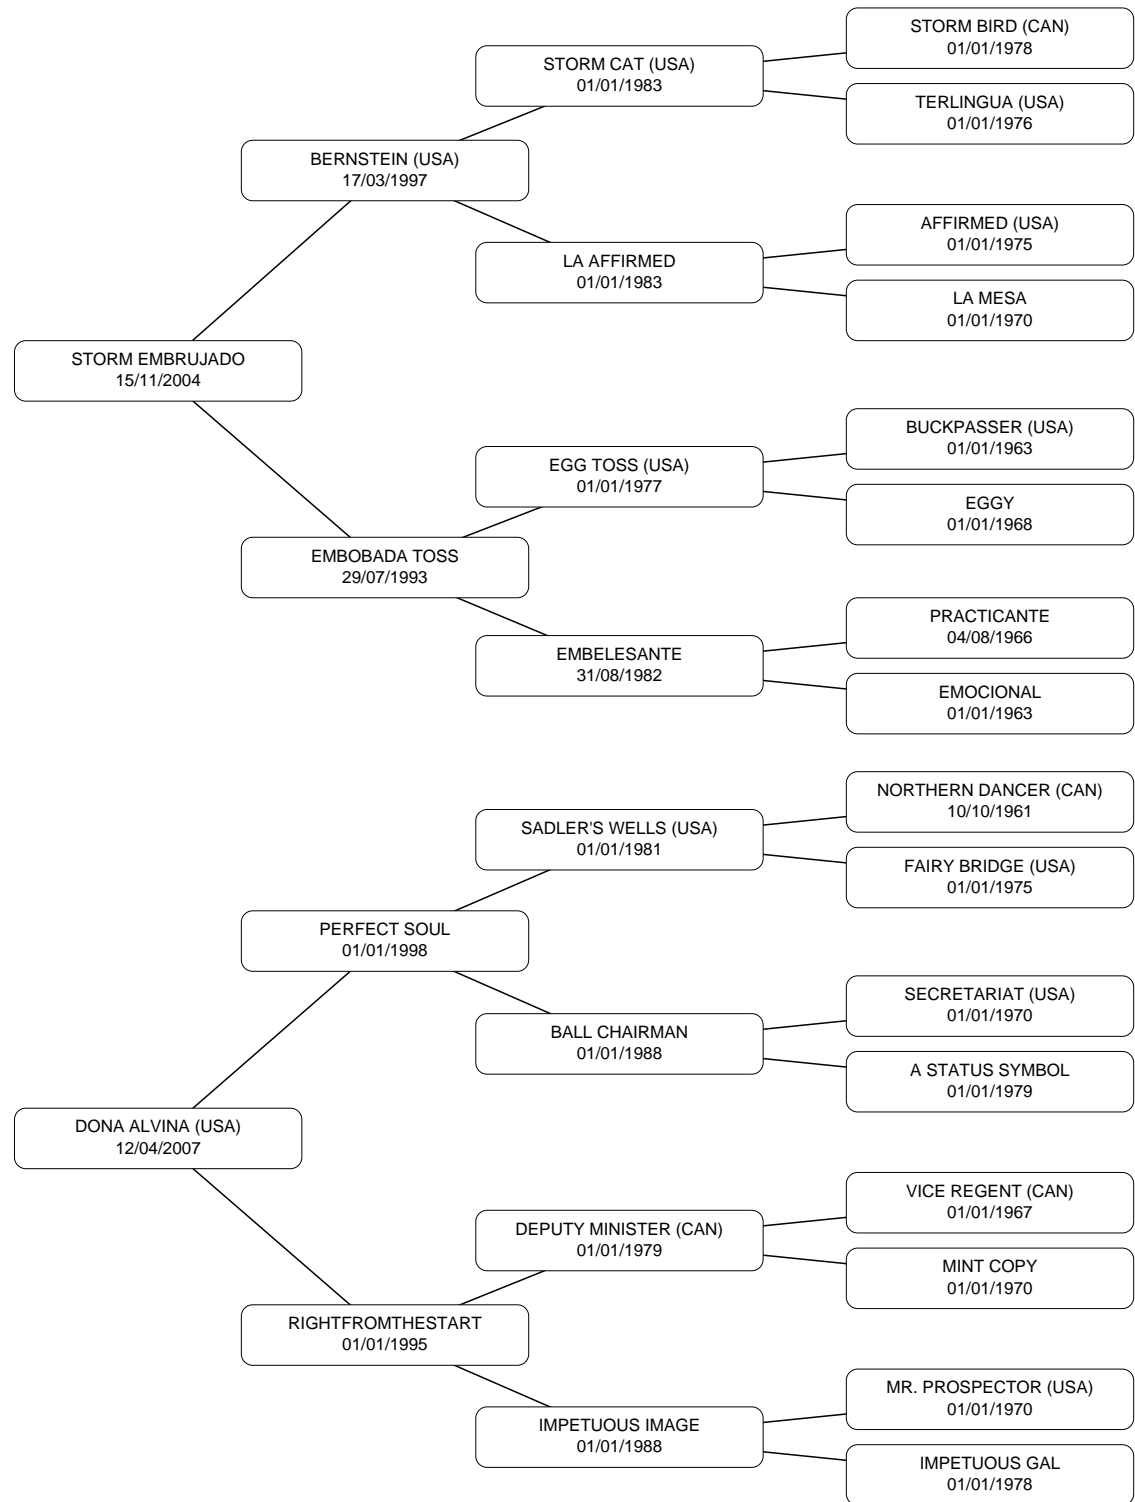 STORM BIRD (CAN)
01/01/1978
STORM CAT (USA)
01/01/1983
TERLINGUA (USA)
01/01/1976
BERNSTEIN (USA)
17/03/1997
AFFIRMED (USA)
01/01/1975
LA AFFIRMED
01/01/1983
LA MESA
01/01/1970
STORM EMBRUJADO
15/11/2004
BUCKPASSER (USA)
01/01/1963
EGG TOSS (USA)
01/01/1977
EGGY
01/01/1968
EMBOBADA TOSS
29/07/1993
PRACTICANTE
04/08/1966
EMBELESANTE
31/08/1982
EMOCIONAL
01/01/1963
NORTHERN DANCER (CAN)
10/10/1961
SADLER'S WELLS (USA)
01/01/1981
FAIRY BRIDGE (USA)
01/01/1975
PERFECT SOUL
01/01/1998
SECRETARIAT (USA)
01/01/1970
BALL CHAIRMAN
01/01/1988
A STATUS SYMBOL
01/01/1979
DONA ALVINA (USA)
12/04/2007
VICE REGENT (CAN)
01/01/1967
DEPUTY MINISTER (CAN)
01/01/1979
MINT COPY
01/01/1970
RIGHTFROMTHESTART
01/01/1995
MR. PROSPECTOR (USA)
01/01/1970
IMPETUOUS IMAGE
01/01/1988
IMPETUOUS GAL
01/01/1978